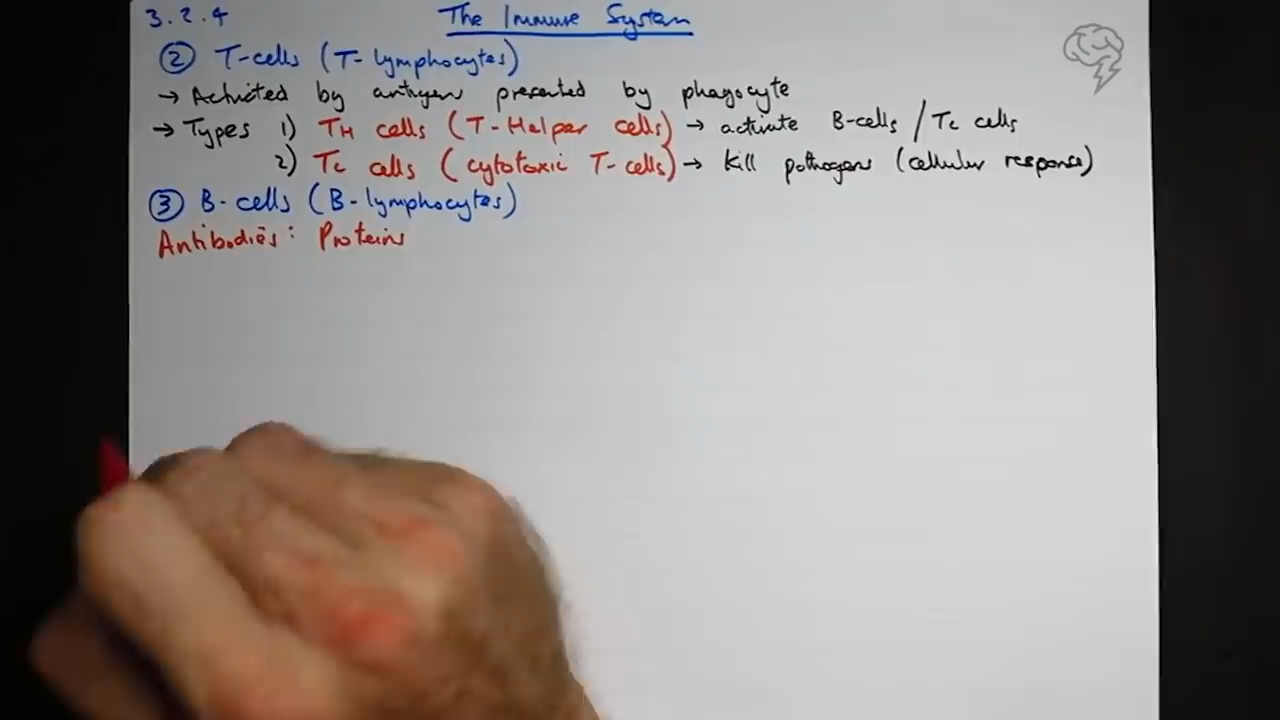 3.2.4 The Immune System
② T-cells (T-lymphocytes)
→ Activated by antigens presented by phagocyte
→ Types 1) TH cells (T-Helper cells) → activate B-cells / Tc cells
2) Tc cells (cytotoxic T-cells) → Kill pathogens (cellular response)
③ B-cells (B-lymphocytes)
Antibodies: Proteins